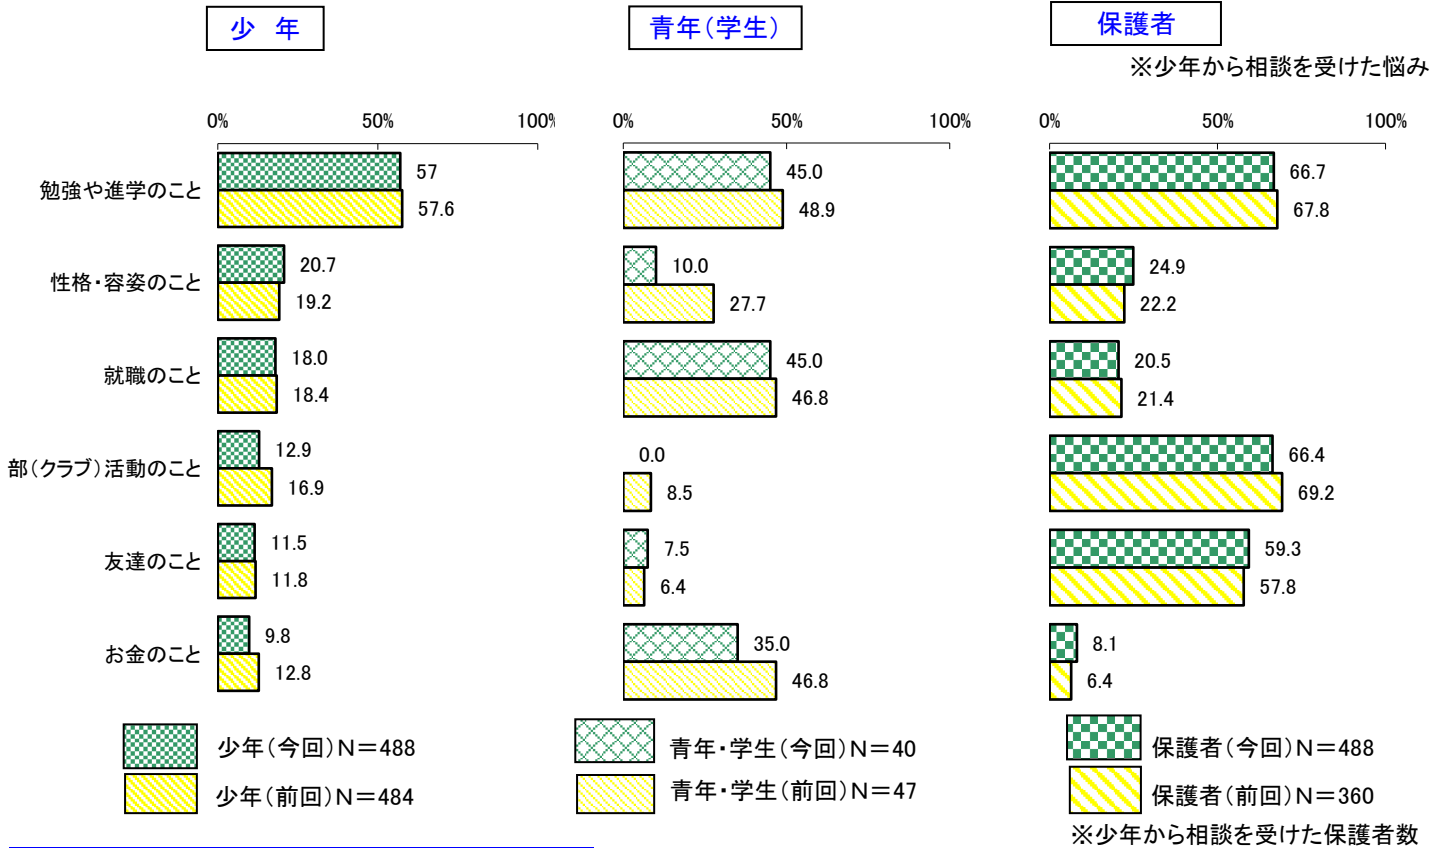 少 年
青年(学生)
保護者
※少年から相談を受けた悩み
0% 50% 100%
0% 50% 100%
0% 50% 100%
勉強や進学のこと 57 45.0 66.7
57.6 48.9 67.8
性格・容姿のこと 20.7 10.0 24.9
19.2 27.7 22.2
就職のこと 18.0 45.0 20.5
18.4 46.8 21.4
部(クラブ)活動のこと 12.9 0.0 66.4
16.9 8.5 69.2
友達のこと 11.5 7.5 59.3
11.8 6.4 57.8
お金のこと 9.8 35.0 8.1
12.8 46.8 6.4
少年(今回)N=488
少年(前回)N=484
青年・学生(今回)N=40
青年・学生(前回)N=47
保護者(今回)N=488
保護者(前回)N=360
※少年から相談を受けた保護者数